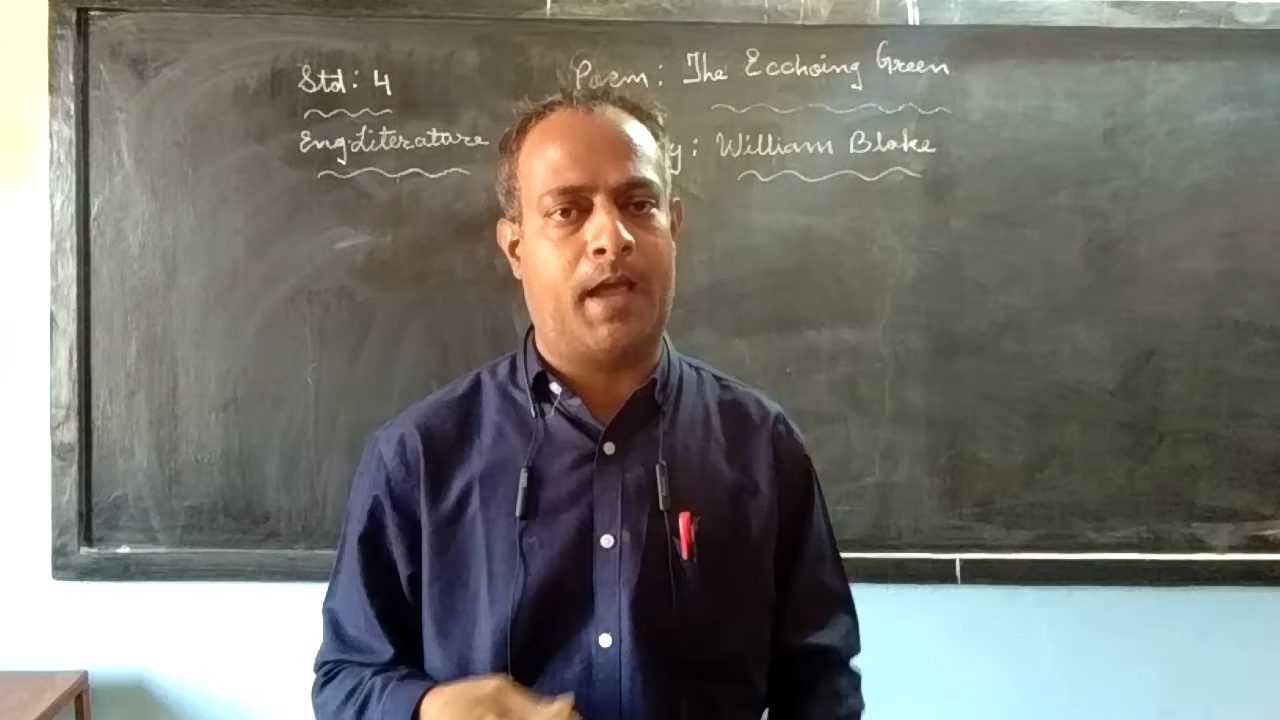 Std: 4
Eng. Literature
Poem: The Ecchoing Green
y: William Blake